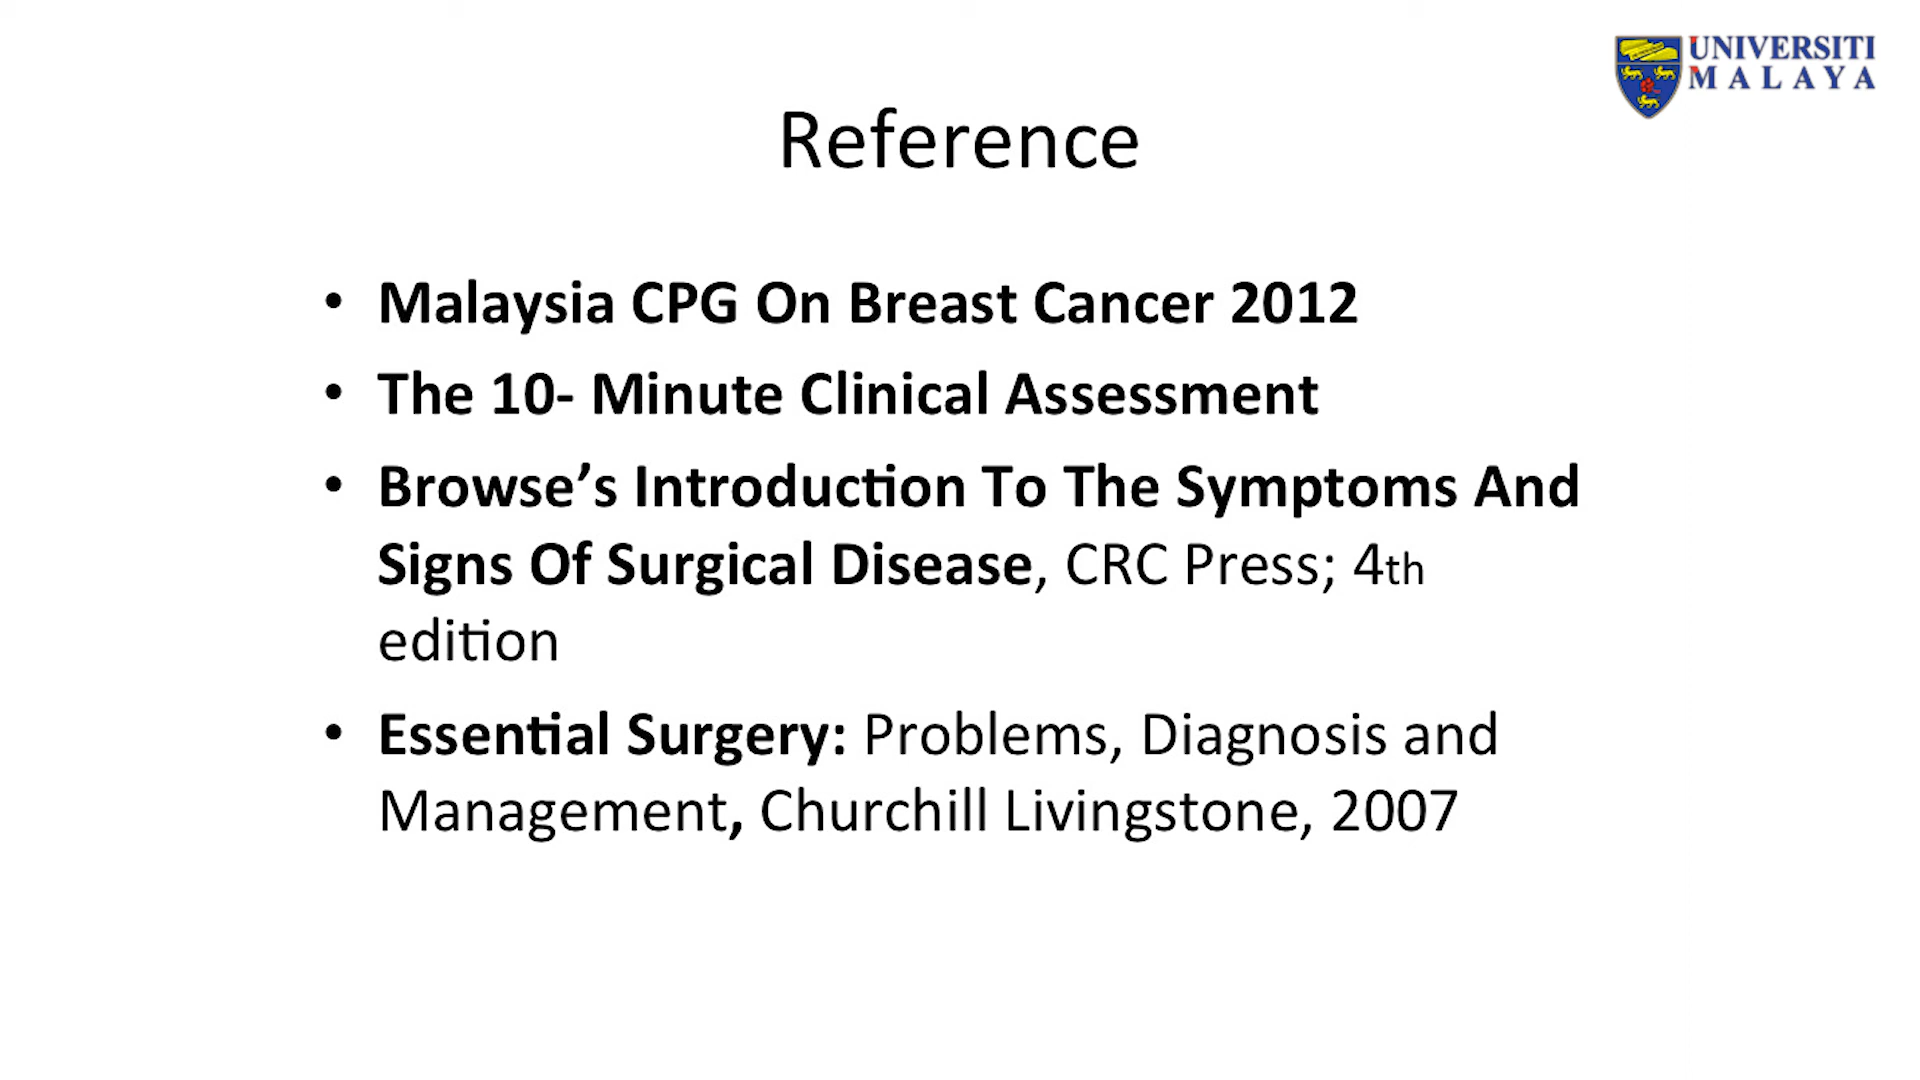 UNIVERSITI
MALAYA
Reference
• Malaysia CPG On Breast Cancer 2012
• The 10- Minute Clinical Assessment
• Browse’s Introduction To The Symptoms And
Signs Of Surgical Disease, CRC Press; 4th
edition
• Essential Surgery: Problems, Diagnosis and
Management, Churchill Livingstone, 2007